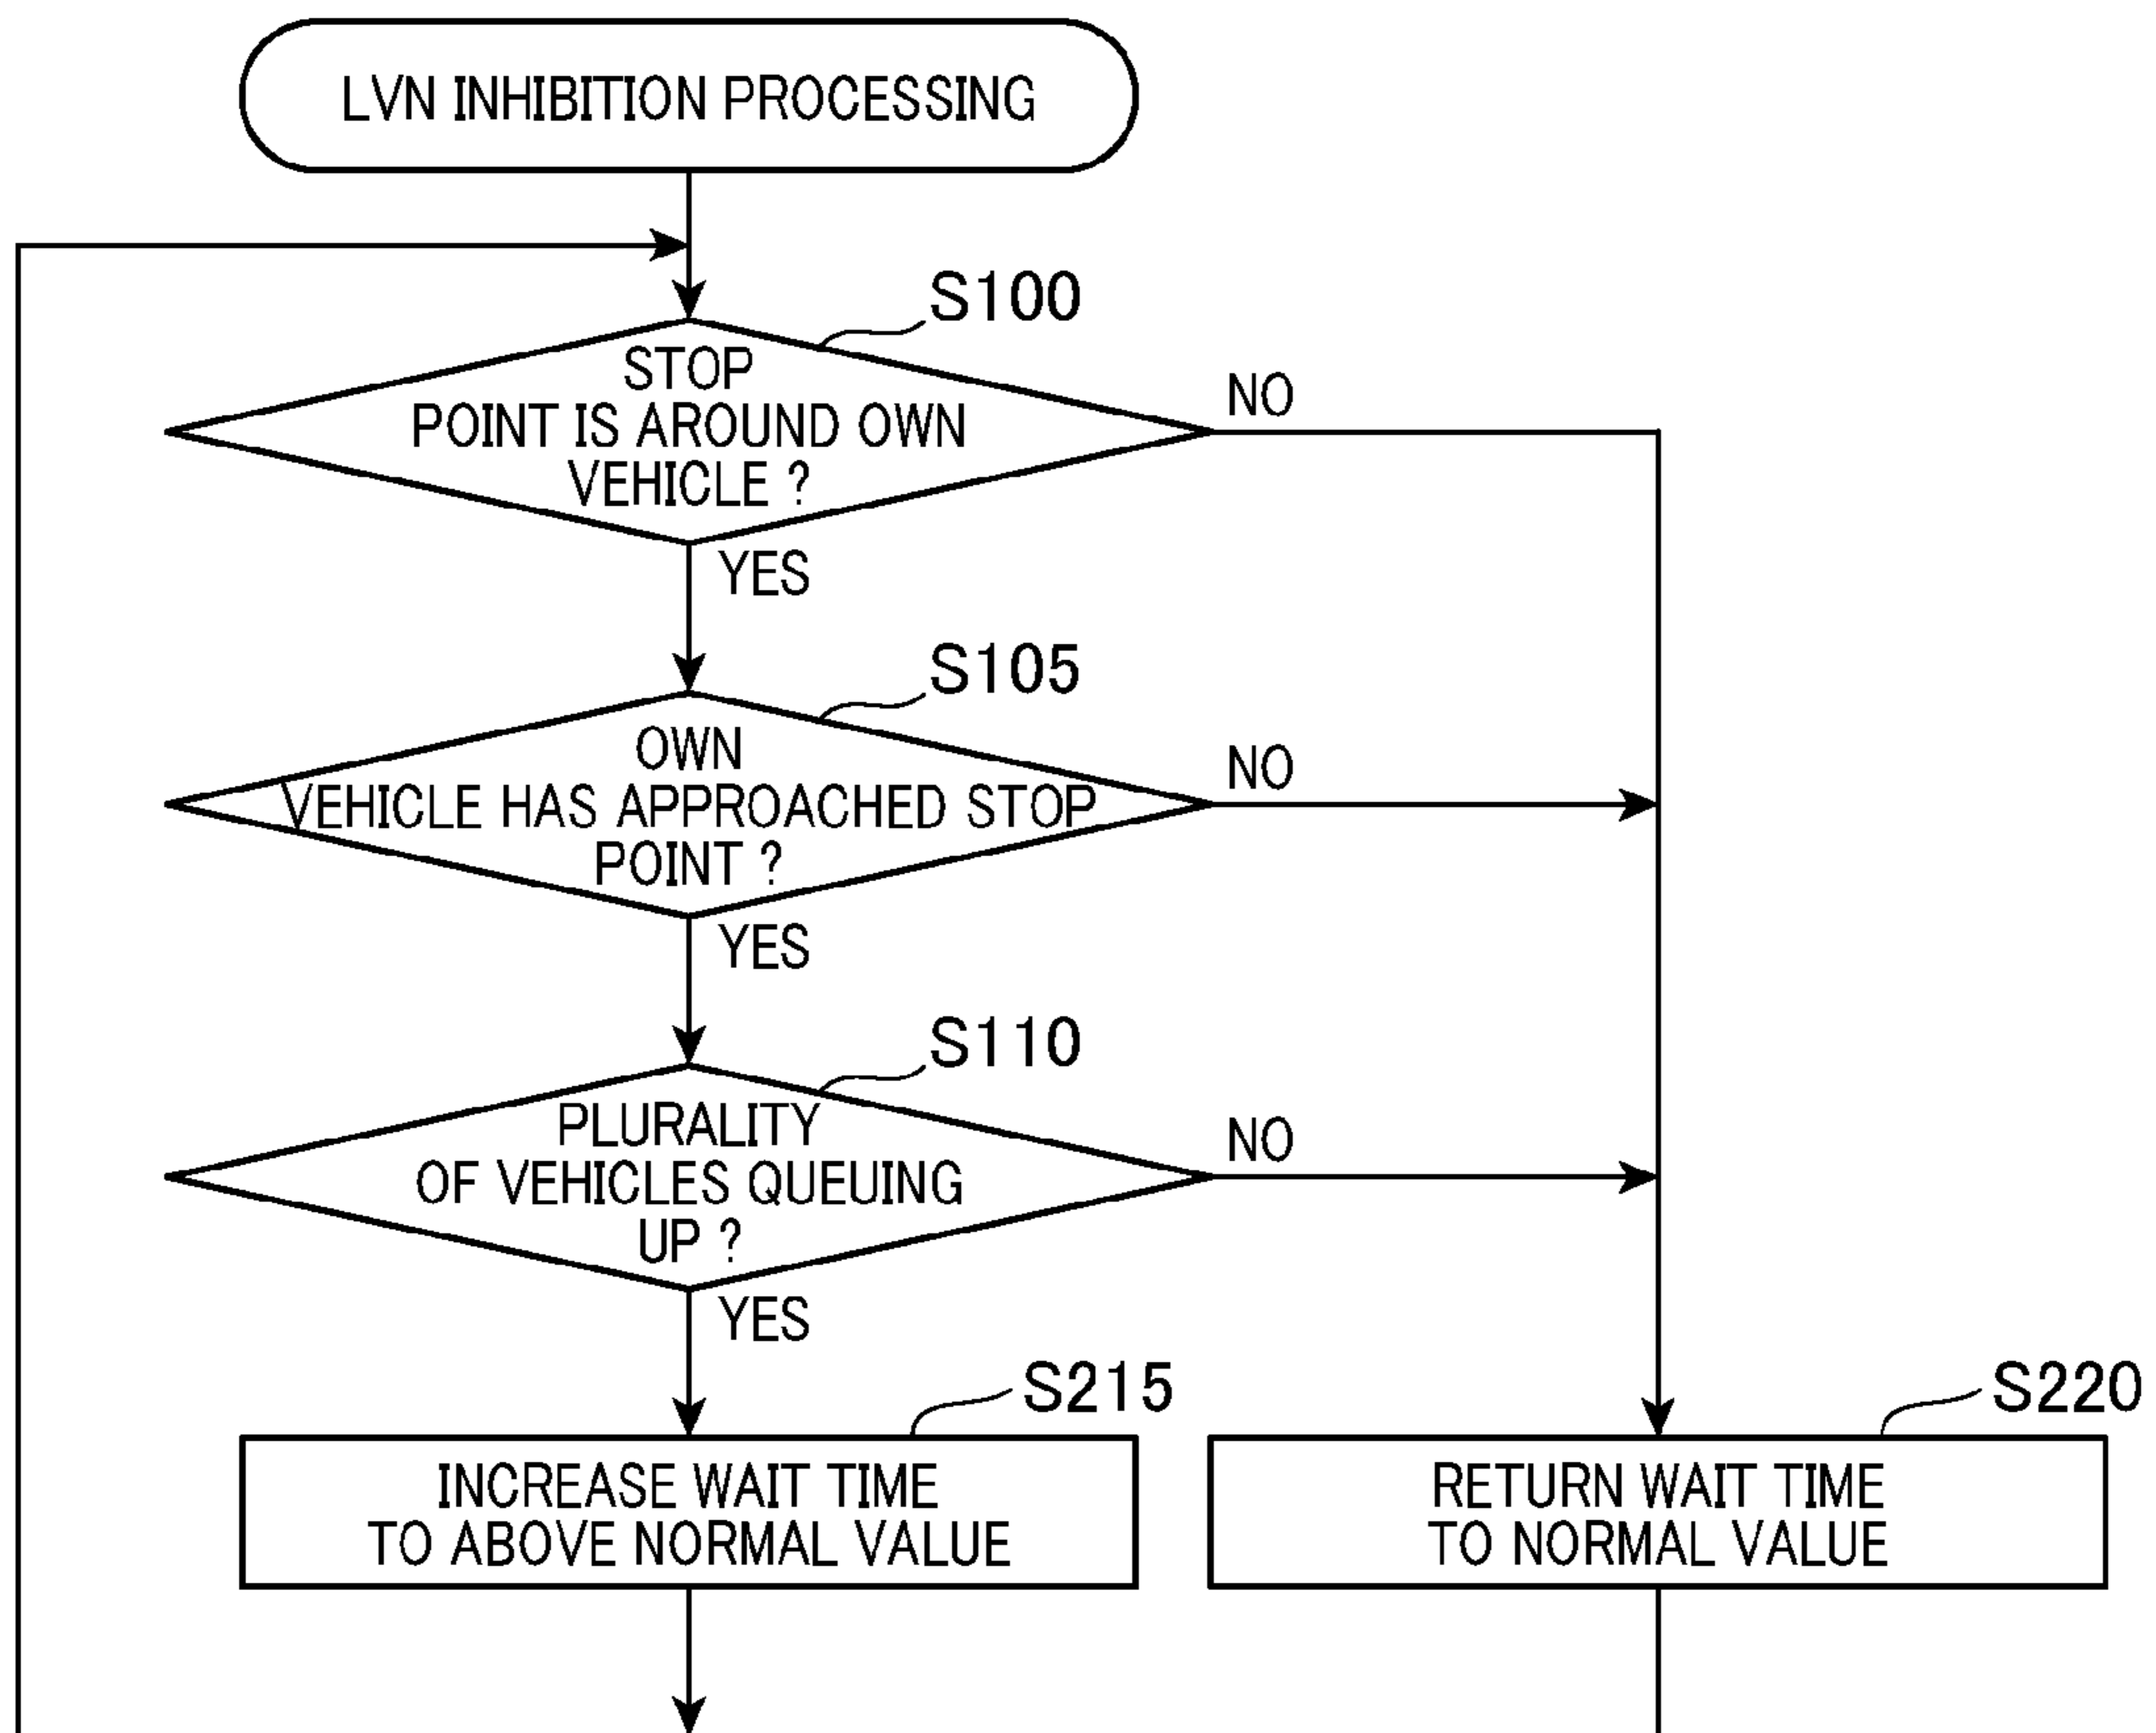 LVN INHIBITION PROCESSING
S100
STOP
POINT IS AROUND OWN
VEHICLE ?
NO
YES
S105
OWN
VEHICLE HAS APPROACHED STOP
POINT ?
NO
YES
S110
PLURALITY
OF VEHICLES QUEUING
UP ?
NO
YES
S215
INCREASE WAIT TIME
TO ABOVE NORMAL VALUE
S220
RETURN WAIT TIME
TO NORMAL VALUE